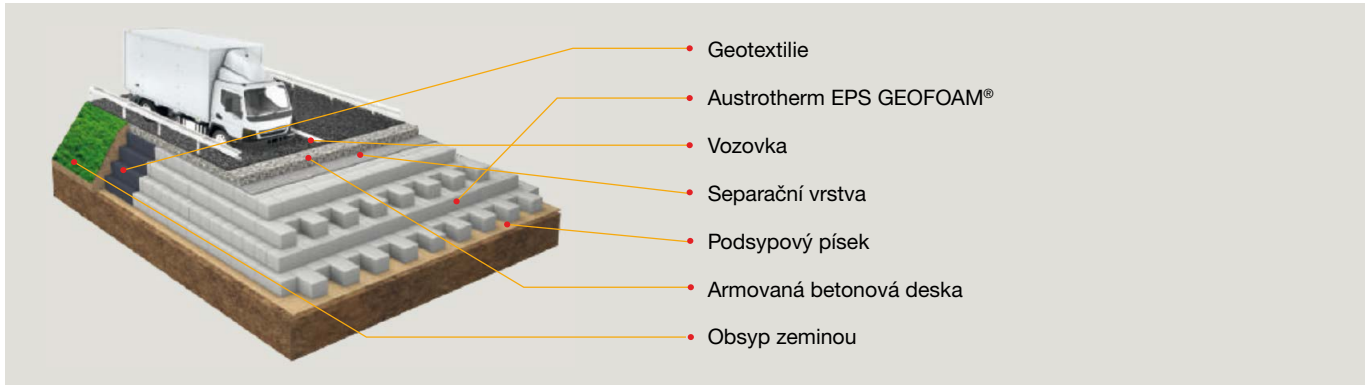 Geotextilie
Austrotherm EPS GEOFOAM®
Vozovka
Separační vrstva
Podsypový písek
Armovaná betonová deska
Obsyp zeminou